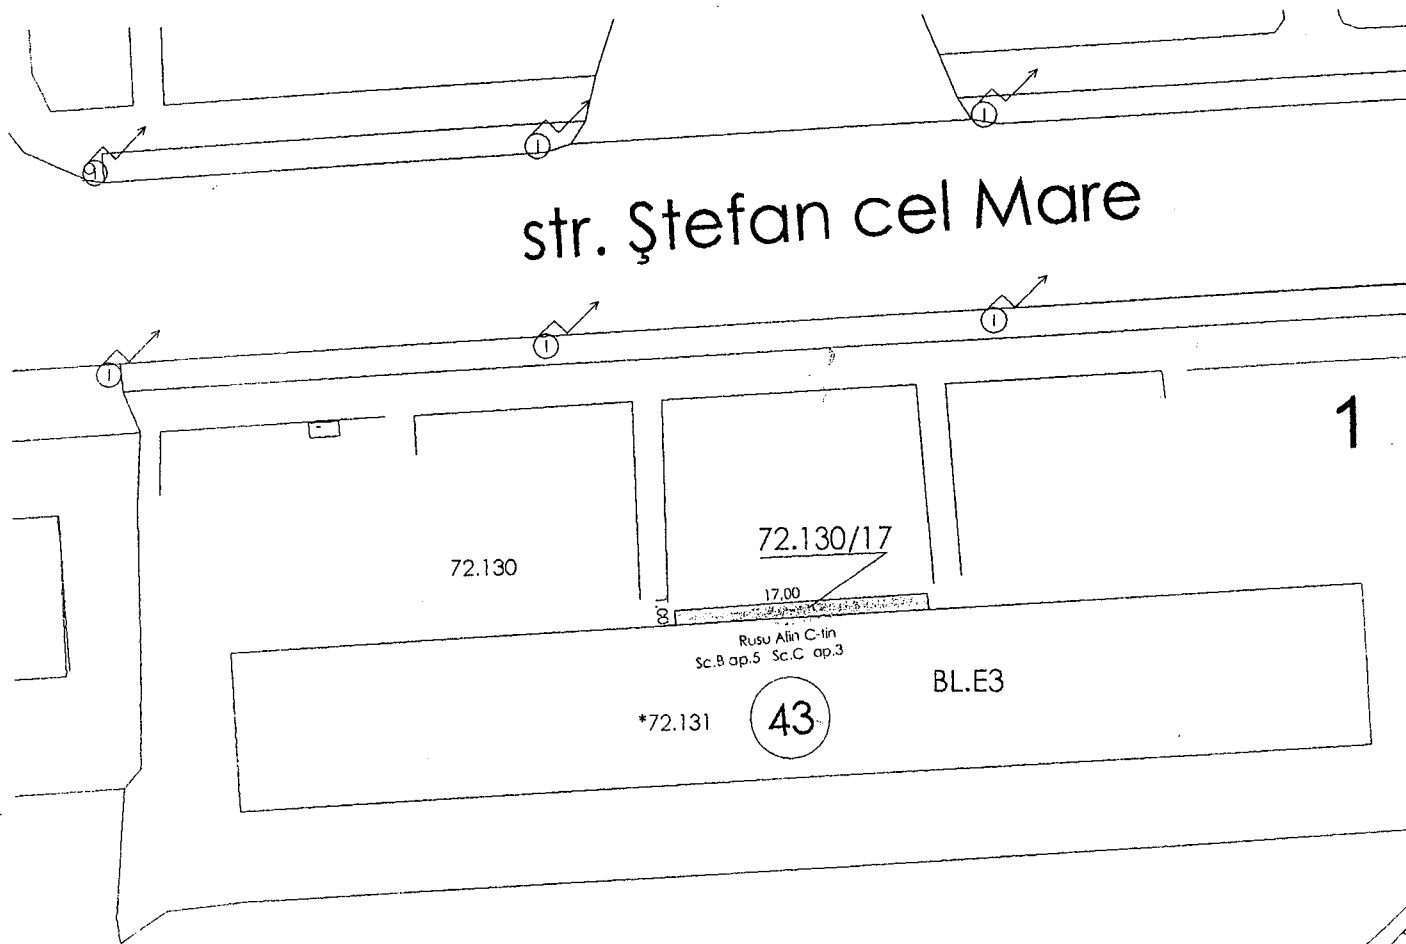 str. Ştefan cel Mare
1
72.130/17
72.130
17,00
1,00
Rusu Alin C-tin
Sc.B ap.5 Sc.C ap.3
BL.E3
*72.131
43